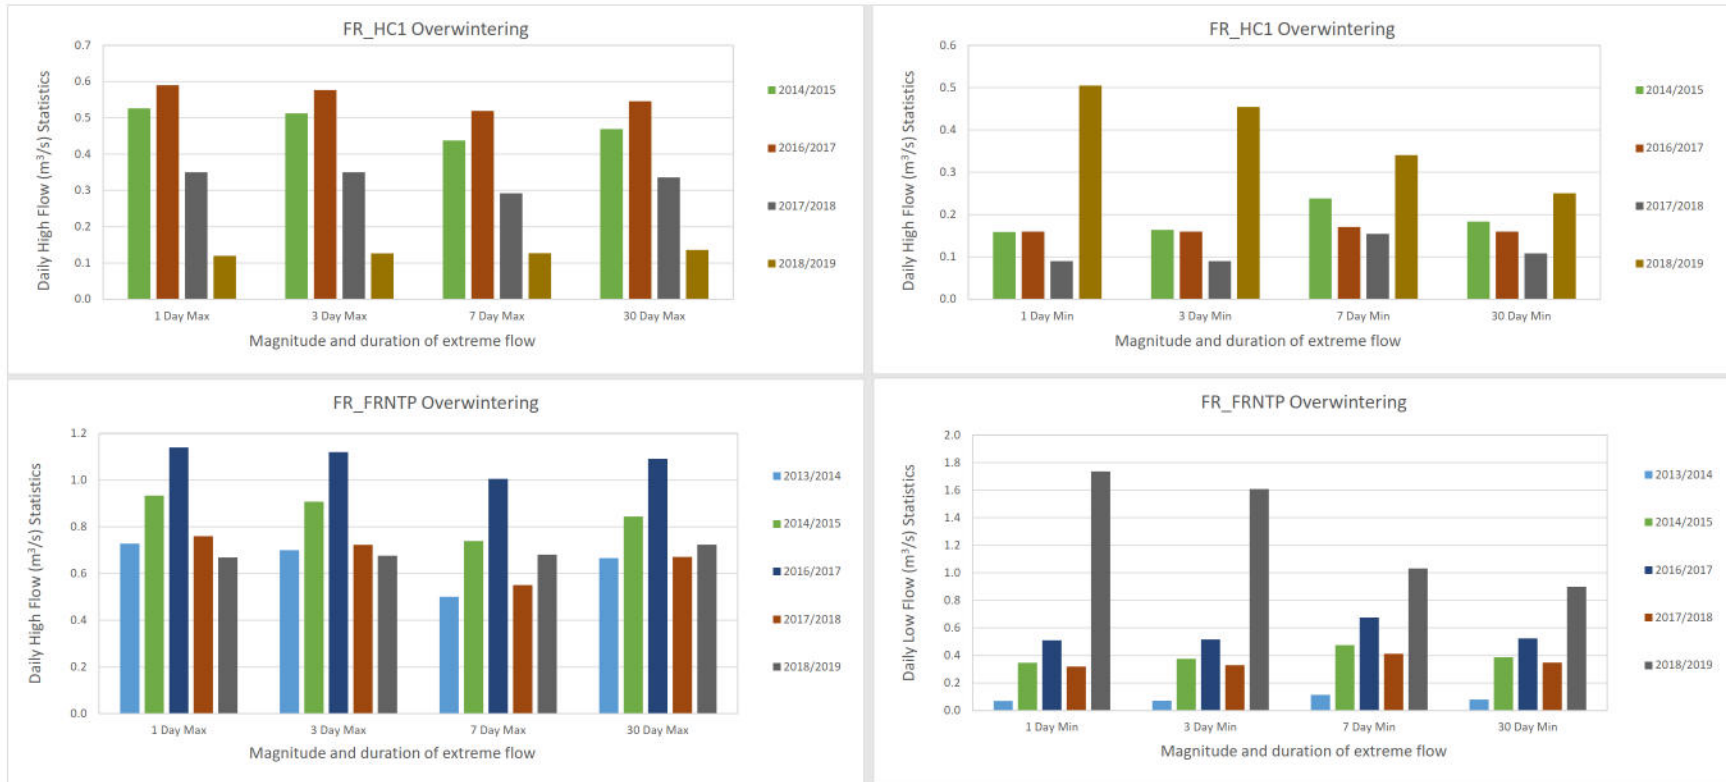 FR_HC1 Overwintering
Daily High Flow (m³/s) Statistics
0.7
0.6
0.5
0.4
0.3
0.2
0.1
0.0
1 Day Max
3 Day Max
7 Day Max
30 Day Max
Magnitude and duration of extreme flow
2014/2015
2016/2017
2017/2018
2018/2019
FR_HC1 Overwintering
Daily High Flow (m³/s) Statistics
0.6
0.5
0.4
0.3
0.2
0.1
0.0
1 Day Min
3 Day Min
7 Day Min
30 Day Min
Magnitude and duration of extreme flow
2014/2015
2016/2017
2017/2018
2018/2019
FR_FRNTP Overwintering
Daily High Flow (m³/s) Statistics
1.2
1.0
0.8
0.6
0.4
0.2
0.0
1 Day Max
3 Day Max
7 Day Max
30 Day Max
Magnitude and duration of extreme flow
2013/2014
2014/2015
2016/2017
2017/2018
2018/2019
FR_FRNTP Overwintering
Daily Low Flow (m³/s) Statistics
2.0
1.8
1.6
1.4
1.2
1.0
0.8
0.6
0.4
0.2
0.0
1 Day Min
3 Day Min
7 Day Min
30 Day Min
Magnitude and duration of extreme flow
2013/2014
2014/2015
2016/2017
2017/2018
2018/2019